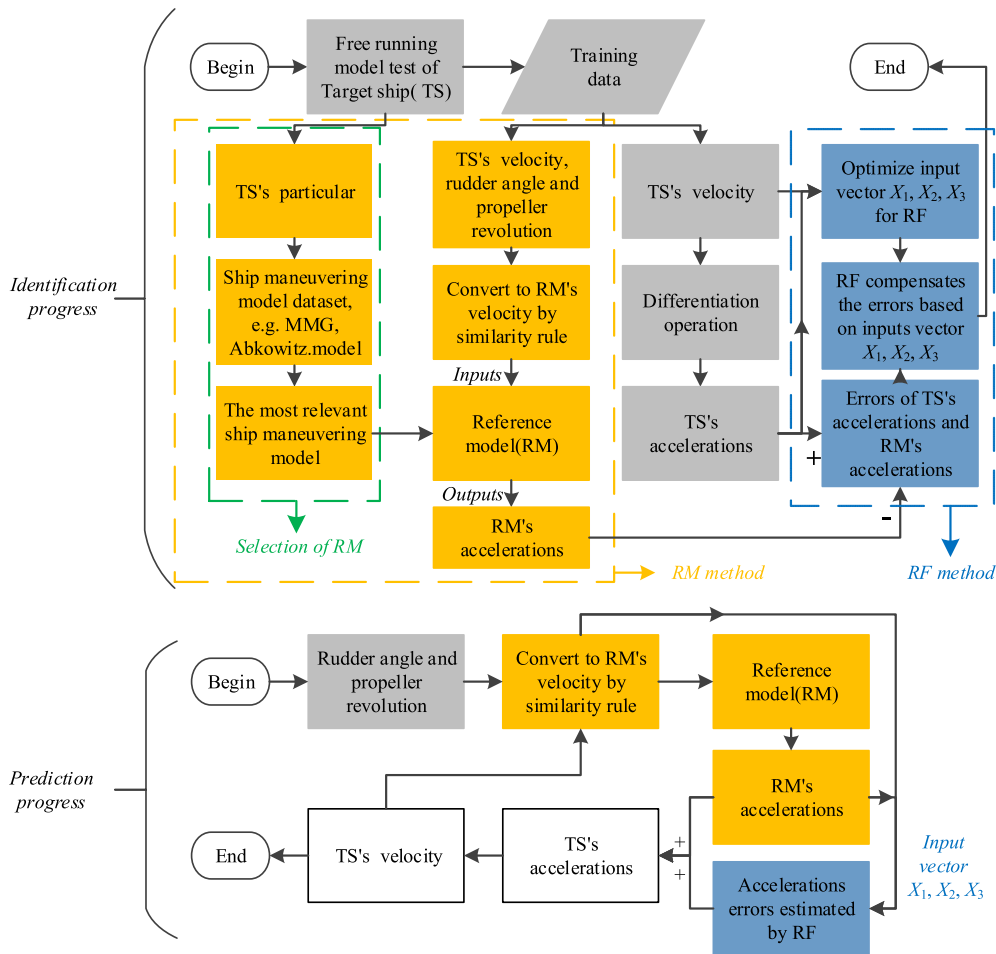 Begin
Free running
model test of
Target ship( TS)
Training
data
End
TS's particular
TS's velocity,
rudder angle and
propeller
revolution
TS's velocity
Optimize input
vector X1, X2, X3
for RF
Identification
progress
Ship maneuvering
model dataset,
e.g. MMG,
Abkowitz.model
Convert to RM's
velocity by
similarity rule
Differentiation
operation
RF compensates
the errors based
on inputs vector
X1, X2, X3
Inputs
The most relevant
ship maneuvering
model
Reference
model(RM)
TS's
accelerations
Errors of TS's
accelerations and
RM's
accelerations
+
Outputs
RM's
accelerations
-
Selection of RM
RM method
RF method
Begin
Rudder angle and
propeller
revolution
Convert to RM's
velocity by
similarity rule
Reference
model(RM)
Prediction
progress
RM's
accelerations
End
TS's velocity
TS's
accelerations
+
+
Input
vector
X1, X2, X3
Accelerations
errors estimated
by RF